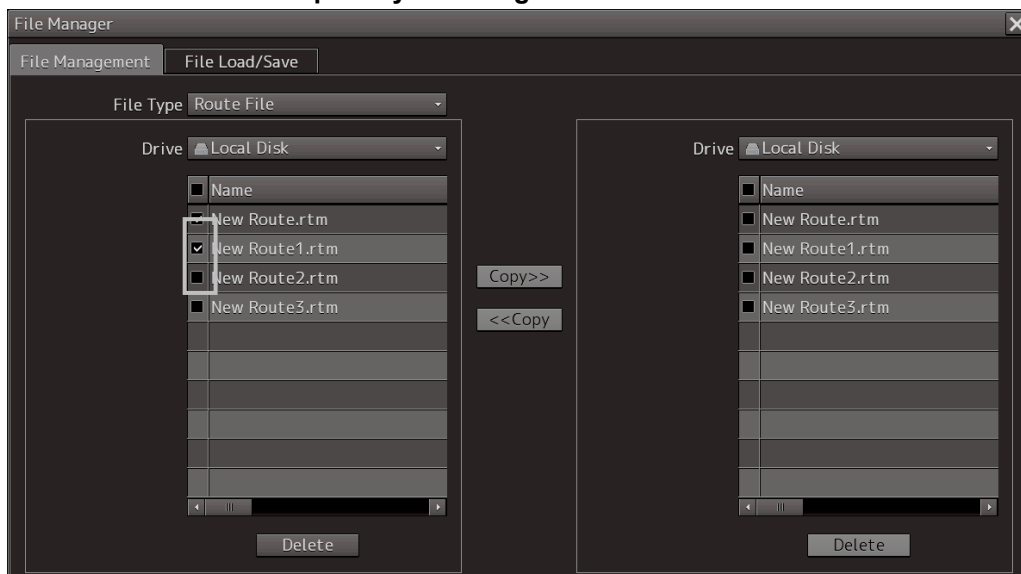 File Manager
File Management File Load/Save
File Type Route File
Drive Local Disk
Name
New Route.rtm
New Route1.rtm
New Route2.rtm
New Route3.rtm
Delete
Copy>>
<<Copy
Drive Local Disk
Name
New Route.rtm
New Route1.rtm
New Route2.rtm
New Route3.rtm
Delete